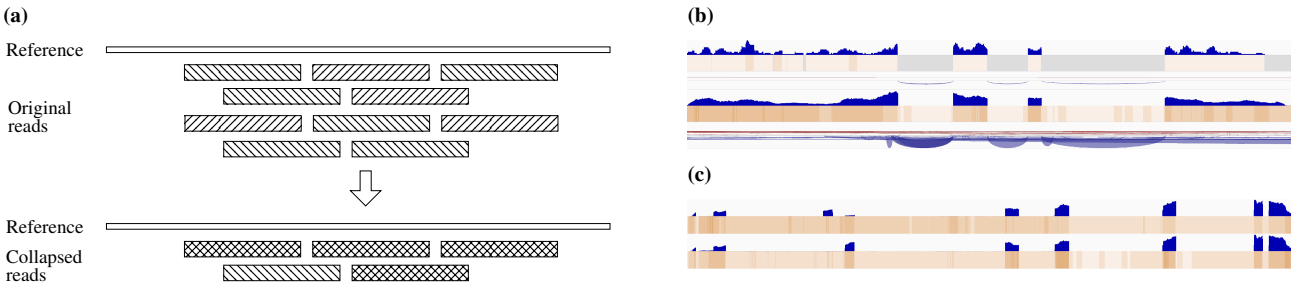 (a)
Reference
Original
reads
Reference
Collapsed
reads
(b)
(c)